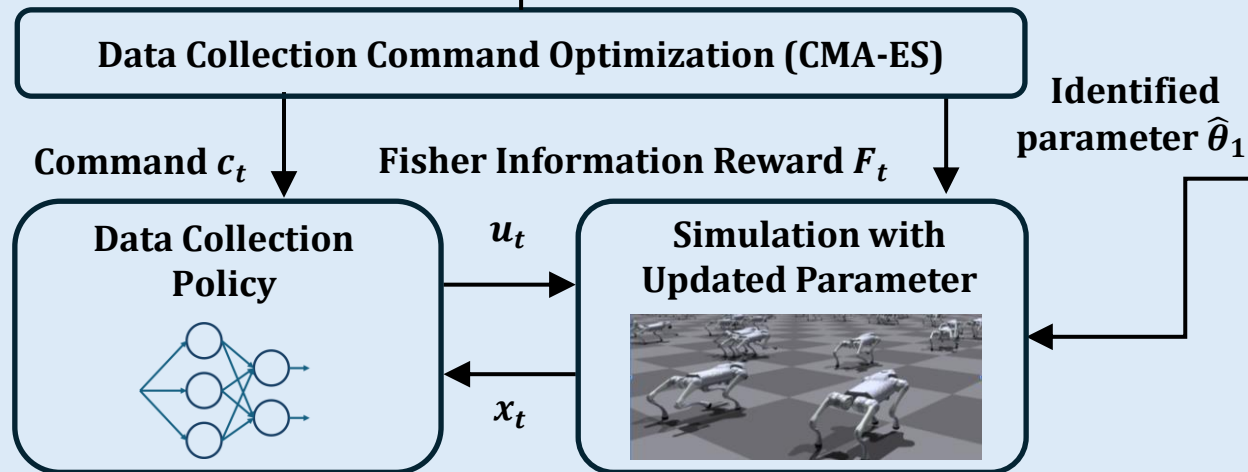 Data Collection Command Optimization (CMA-ES)
Identified
parameter θ̂₁
Command cₜ
Fisher Information Reward Fₜ
Data Collection
Policy
uₜ
xₜ
Simulation with
Updated Parameter